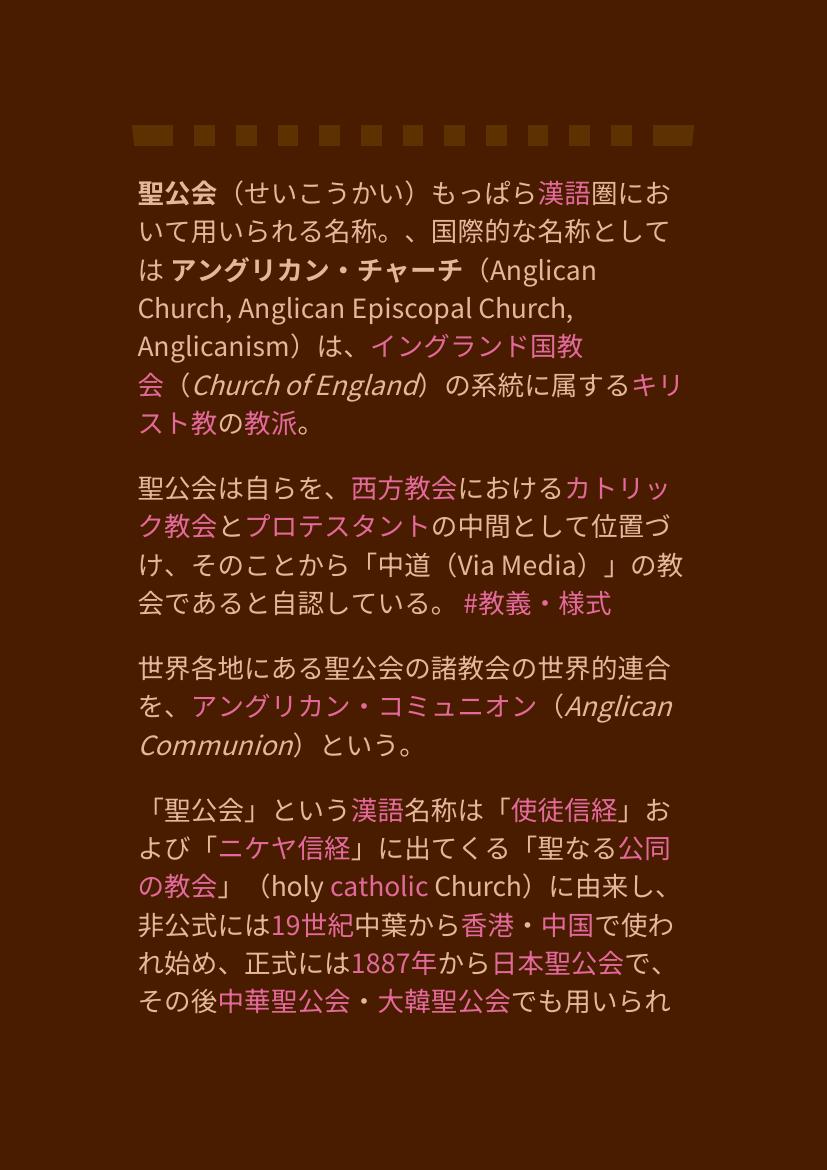 聖公会（せいこうかい）もっぱら漢語圏にお
いて用いられる名称。、国際的な名称として
は アングリカン・チャーチ（Anglican
Church, Anglican Episcopal Church,
Anglicanism）は、イングランド国教
会（Church of England）の系統に属するキリ
スト教の教派。
聖公会は自らを、西方教会におけるカトリッ
ク教会とプロテスタントの中間として位置づ
け、そのことから「中道（Via Media）」の教
会であると自認している。 #教義・様式
世界各地にある聖公会の諸教会の世界的連合
を、アングリカン・コミュニオン（Anglican
Communion）という。
「聖公会」という漢語名称は「使徒信経」お
よび「ニケヤ信経」に出てくる「聖なる公同
の教会」（holy catholic Church）に由来し、
非公式には19世紀中葉から香港・中国で使わ
れ始め、正式には1887年から日本聖公会で、
その後中華聖公会・大韓聖公会でも用いられ